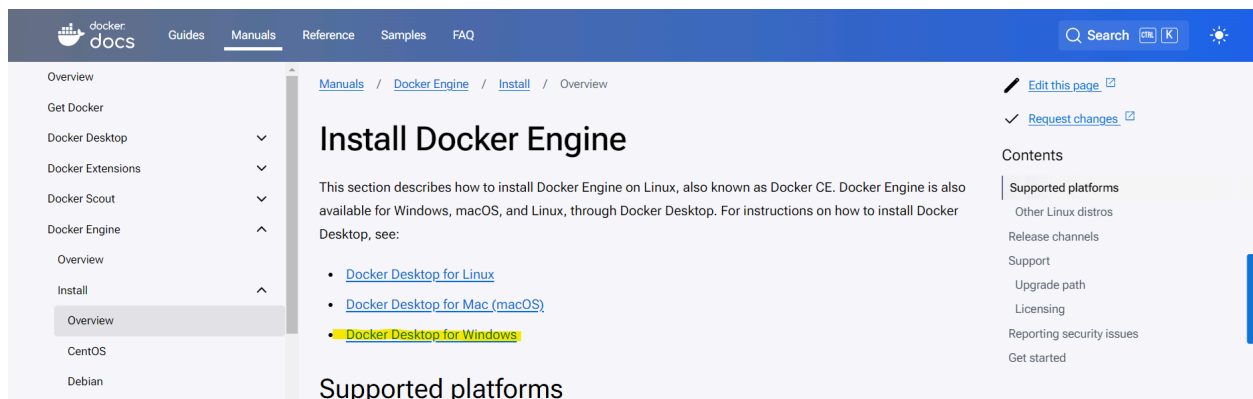 docker
docs
Guides
Manuals
Reference
Samples
FAQ
Search
CTRL
K
Overview
Get Docker
Docker Desktop
Docker Extensions
Docker Scout
Docker Engine
Overview
Install
Overview
CentOS
Debian
Manuals / Docker Engine / Install / Overview
Install Docker Engine
This section describes how to install Docker Engine on Linux, also known as Docker CE. Docker Engine is also
available for Windows, macOS, and Linux, through Docker Desktop. For instructions on how to install Docker
Desktop, see:
Docker Desktop for Linux
Docker Desktop for Mac (macOS)
Docker Desktop for Windows
Supported platforms
Edit this page
Request changes
Contents
Supported platforms
Other Linux distros
Release channels
Support
Upgrade path
Licensing
Reporting security issues
Get started